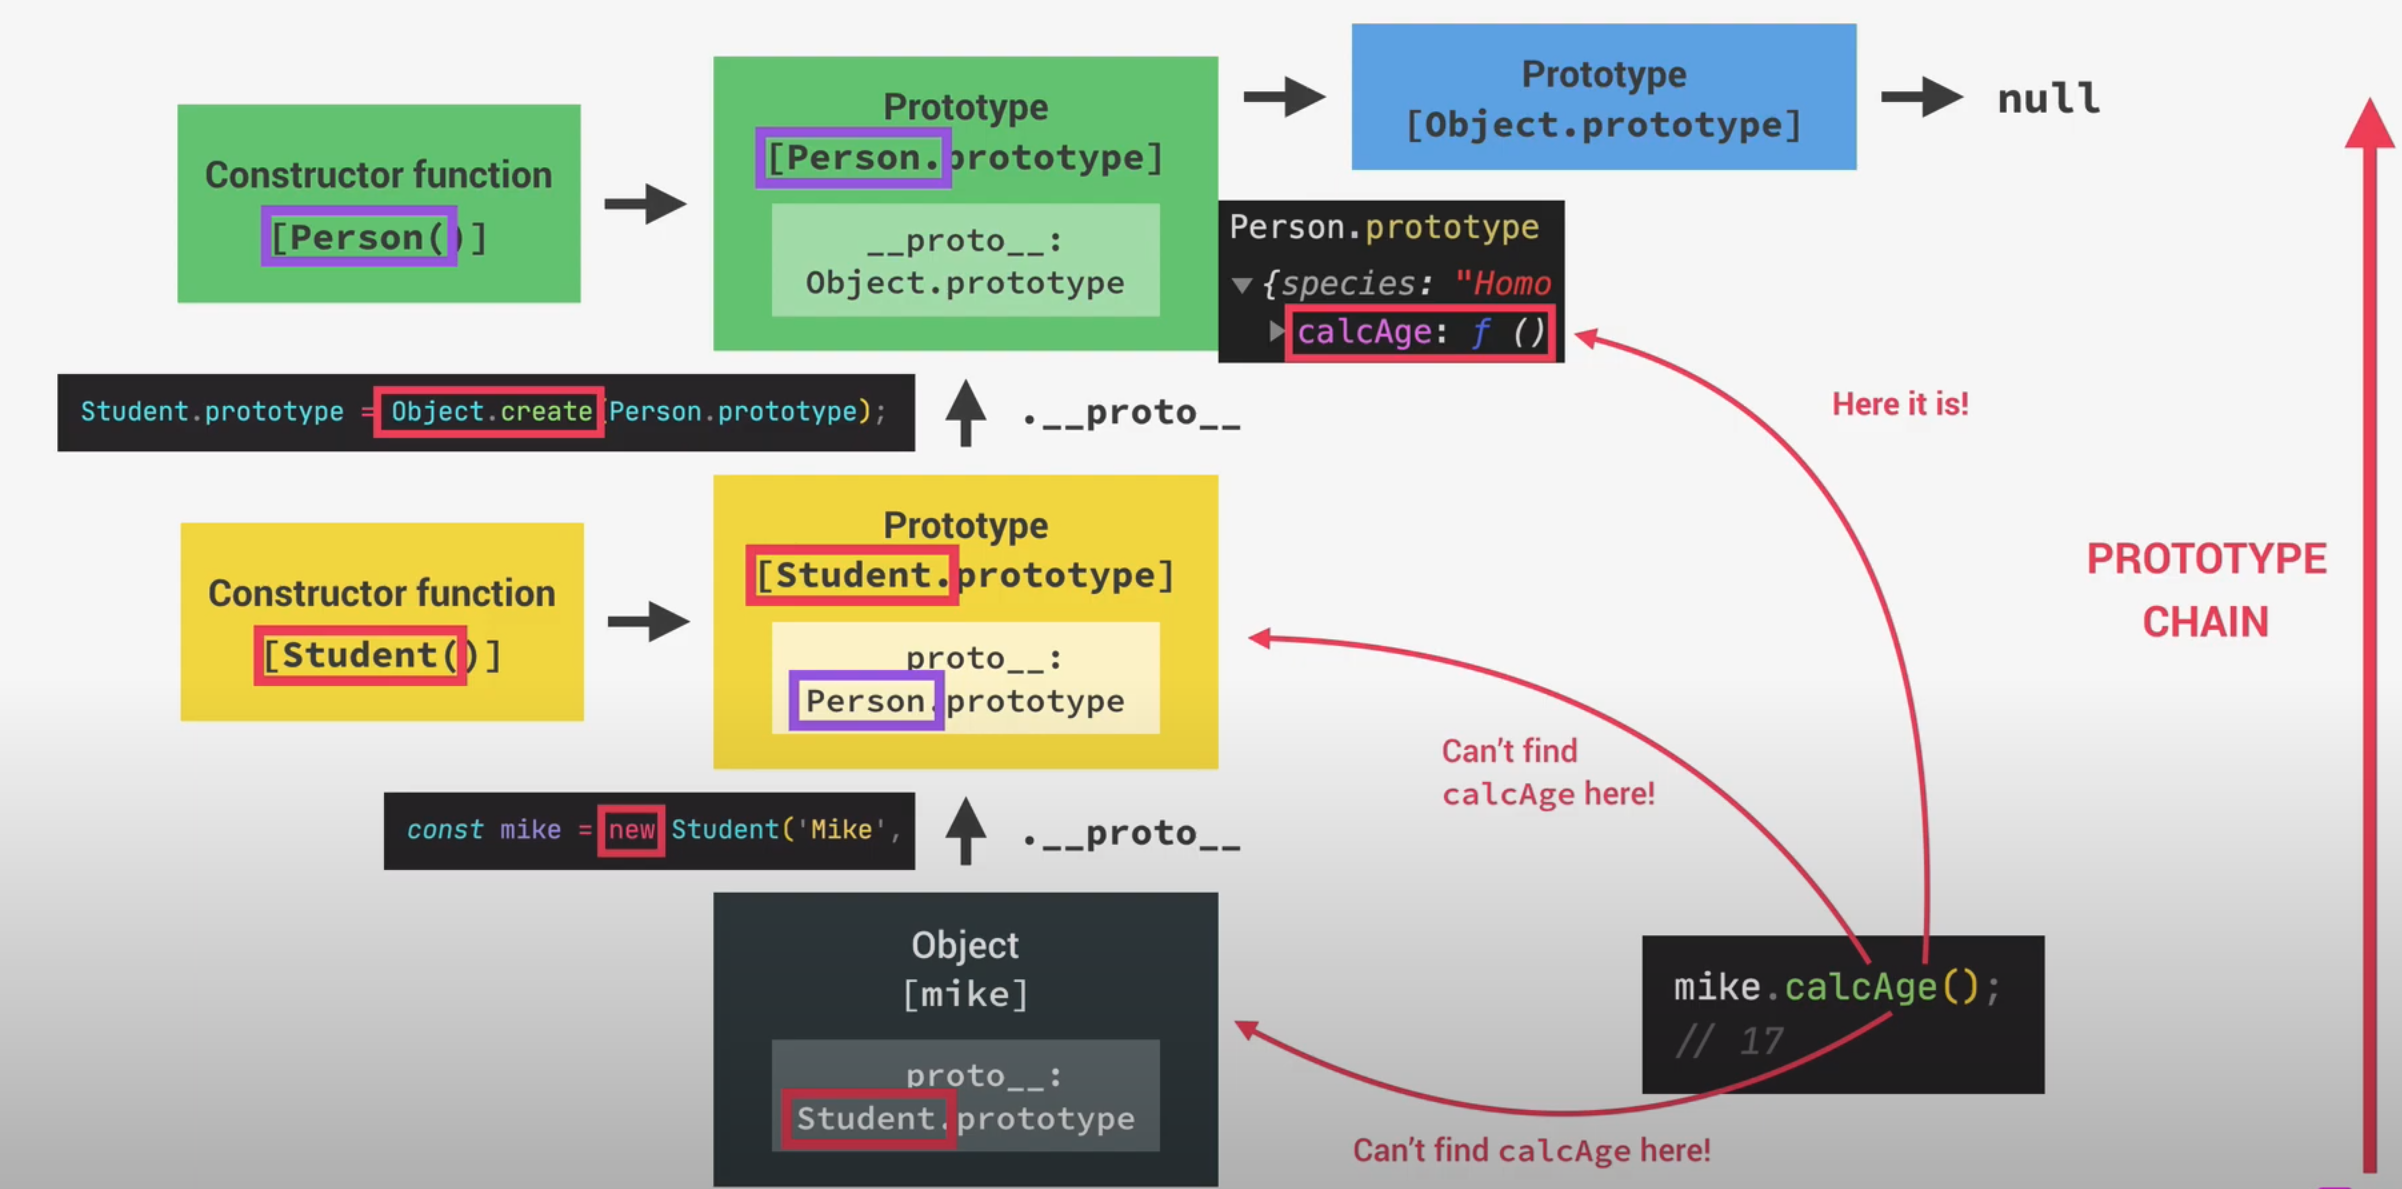 Prototype
[Object.prototype]
null
Prototype
[Person.prototype]
__proto__:
Object.prototype
Constructor function
[Person()]
Person.prototype
{species: "Homo
calcAge: ƒ ()
Here it is!
Student.prototype = Object.create(Person.prototype);
.__proto__
Prototype
[Student.prototype]
proto__:
Person.prototype
Constructor function
[Student()]
PROTOTYPE
CHAIN
Can't find
calcAge here!
const mike = new Student('Mike',
.__proto__
Object
[mike]
proto__:
Student.prototype
mike.calcAge();
// 17
Can't find calcAge here!